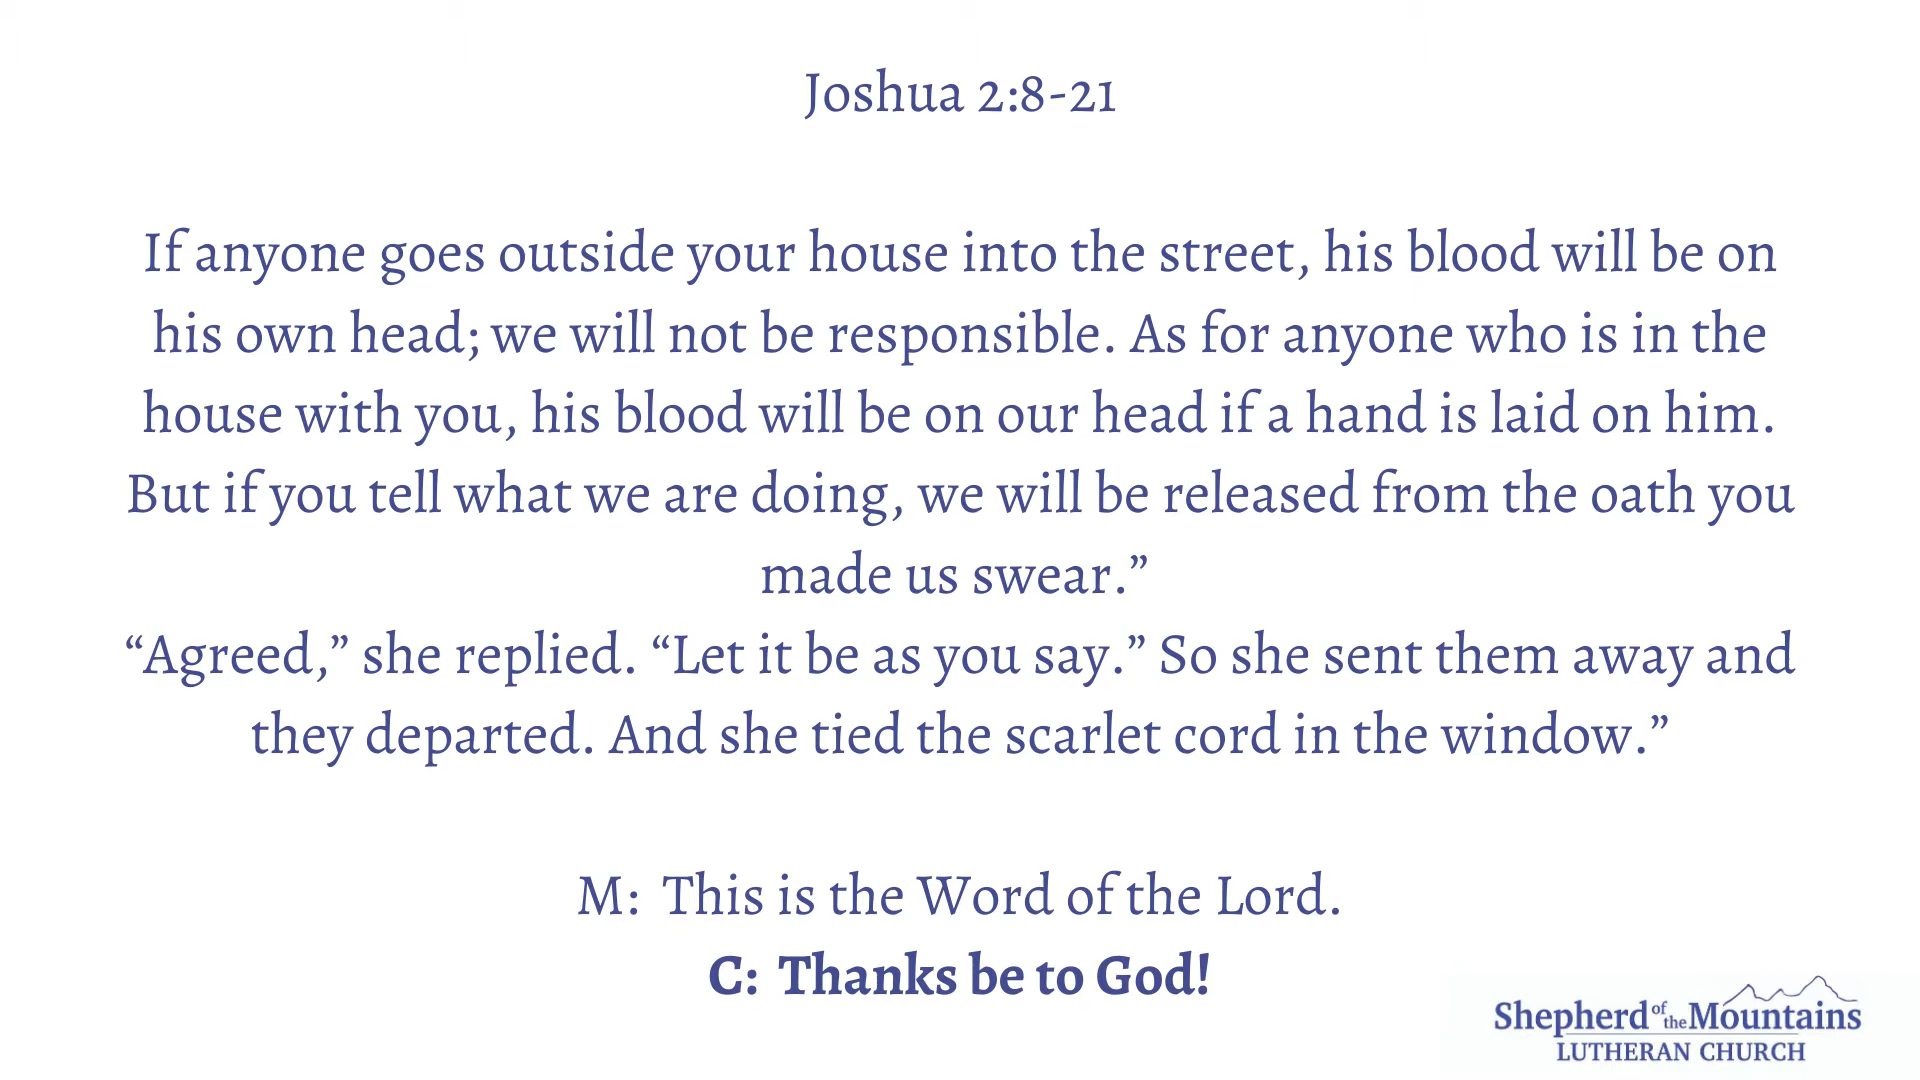 Joshua 2:8-21
If anyone goes outside your house into the street, his blood will be on
his own head; we will not be responsible. As for anyone who is in the
house with you, his blood will be on our head if a hand is laid on him.
But if you tell what we are doing, we will be released from the oath you
made us swear.”
“Agreed,” she replied. “Let it be as you say.” So she sent them away and
they departed. And she tied the scarlet cord in the window.”
M:  This is the Word of the Lord.
C:  Thanks be to God!
Shepherd of the Mountains
LUTHERAN CHURCH